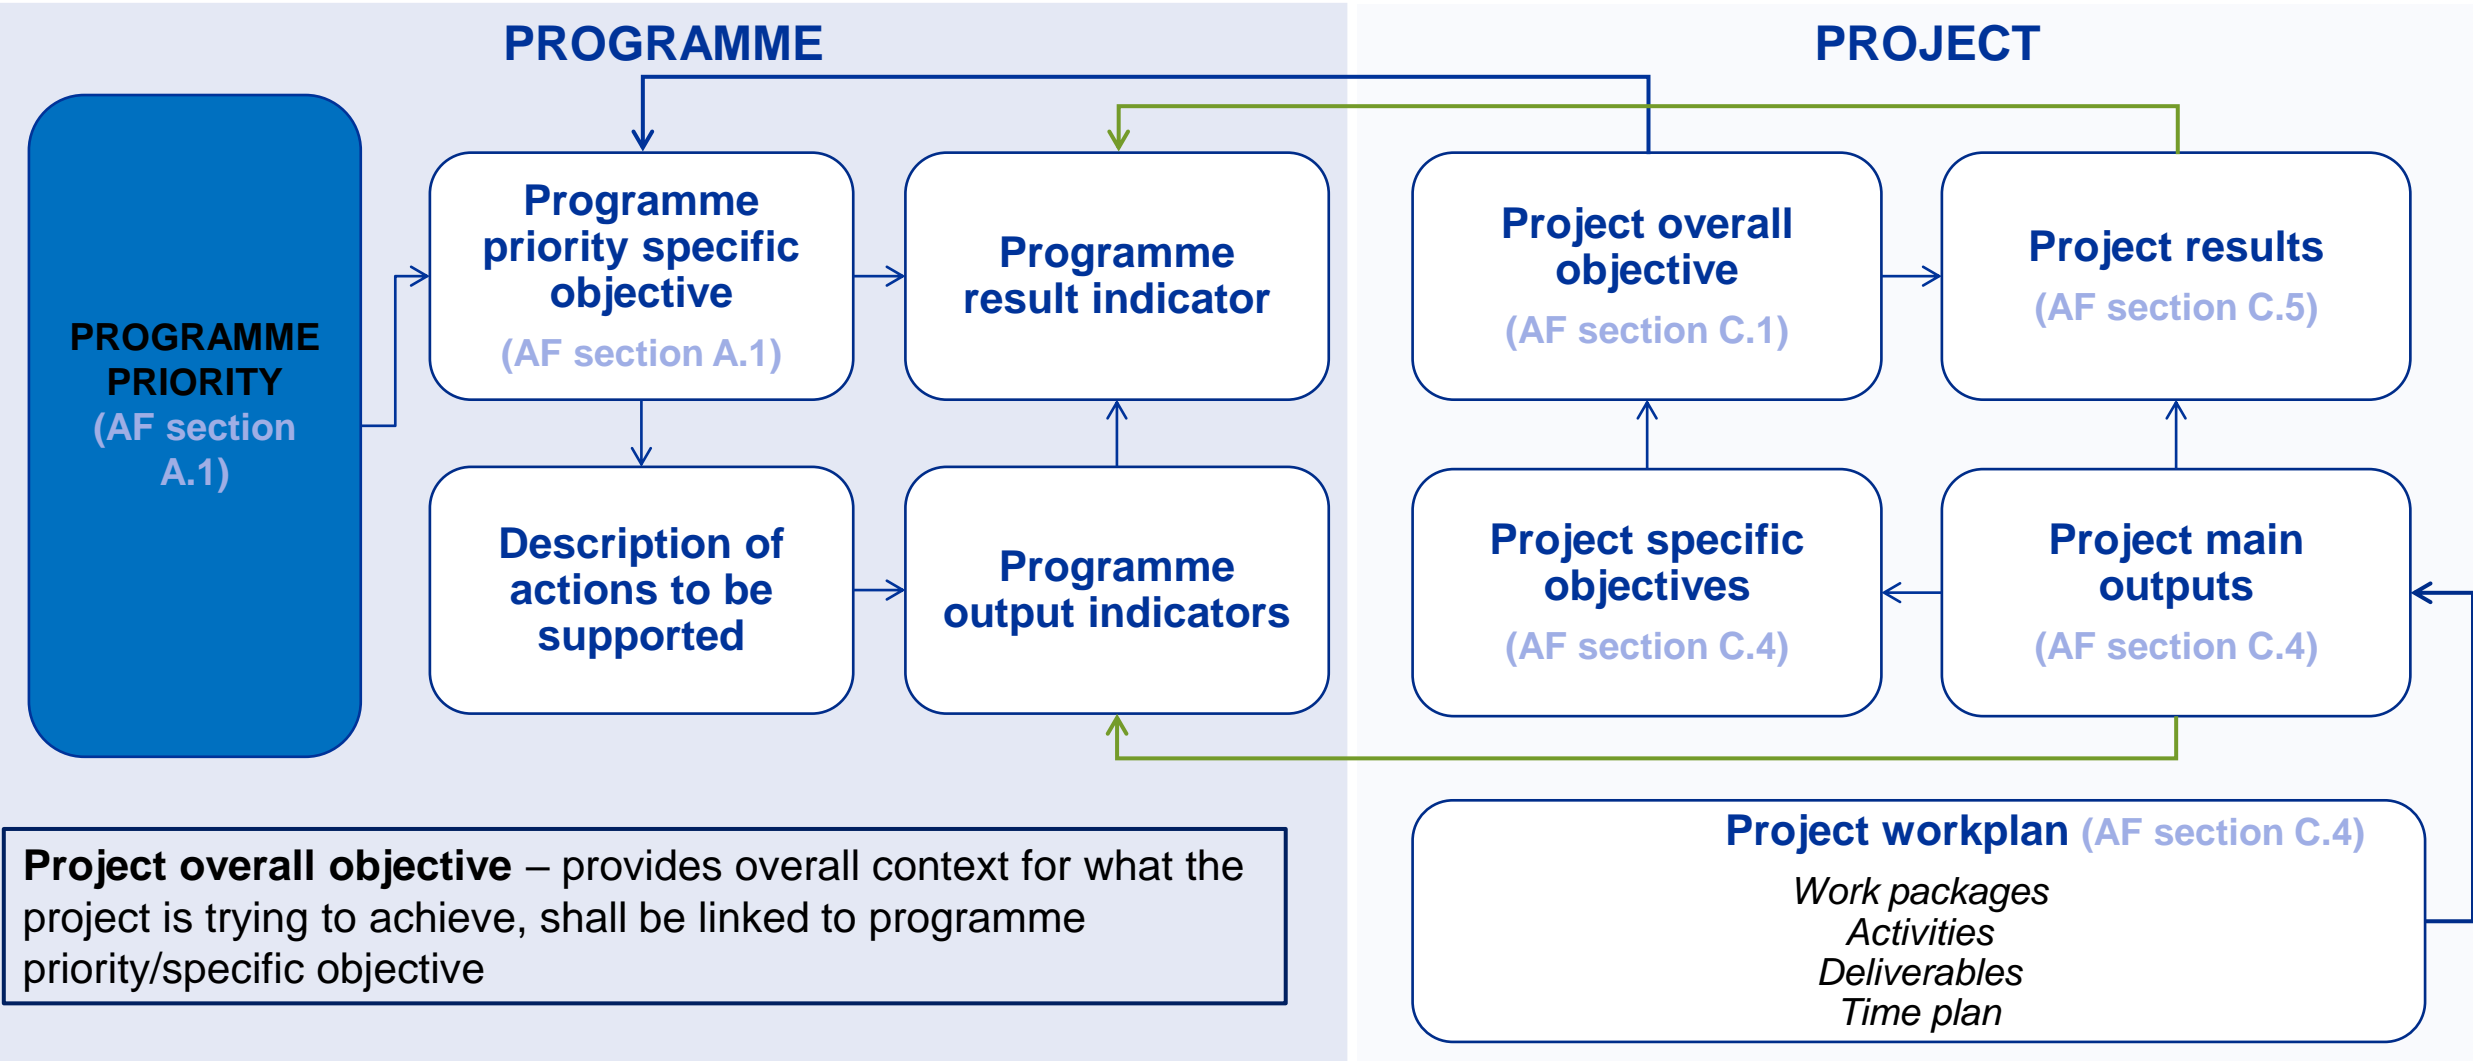 PROGRAMME
PROJECT
PROGRAMME
PRIORITY
(AF section
A.1)
Programme
priority specific
objective
(AF section A.1)
Programme
result indicator
Project overall
objective
(AF section C.1)
Project results
(AF section C.5)
Description of
actions to be
supported
Programme
output indicators
Project specific
objectives
(AF section C.4)
Project main
outputs
(AF section C.4)
Project overall objective – provides overall context for what the
project is trying to achieve, shall be linked to programme
priority/specific objective
Project workplan (AF section C.4)
Work packages
Activities
Deliverables
Time plan